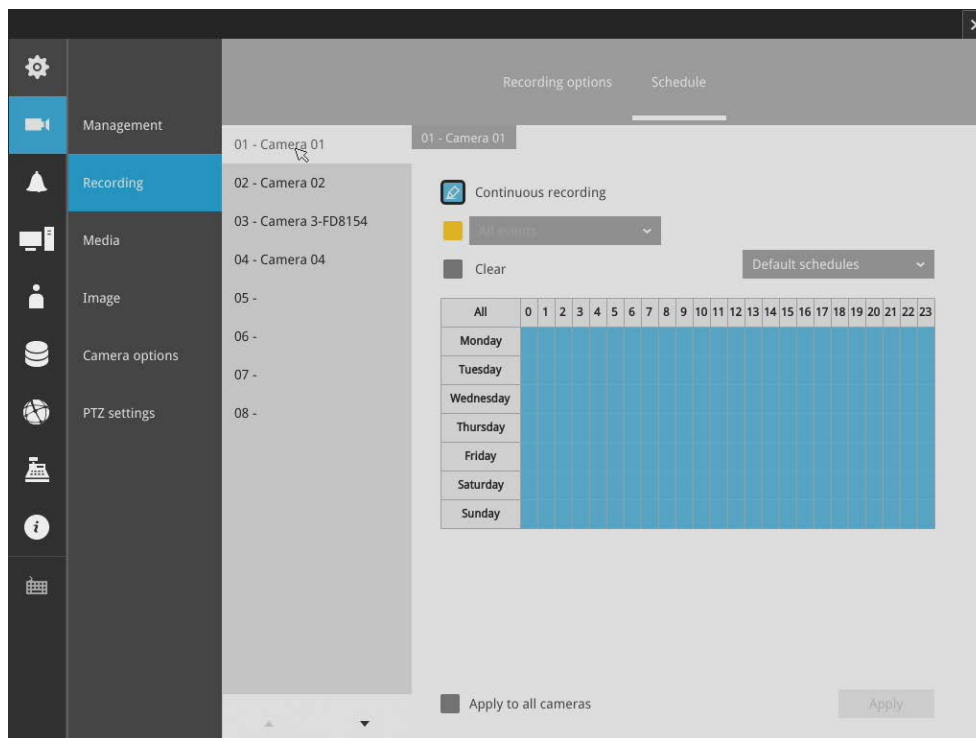 Recording options Schedule
Management
Recording
Media
Image
Camera options
PTZ settings
01 - Camera 01
02 - Camera 02
03 - Camera 3-FD8154
04 - Camera 04
05 -
06 -
07 -
08 -
01 - Camera 01
Continuous recording
All events
Clear
Default schedules
All 0 1 2 3 4 5 6 7 8 9 10 11 12 13 14 15 16 17 18 19 20 21 22 23
Monday
Tuesday
Wednesday
Thursday
Friday
Saturday
Sunday
Apply to all cameras
Apply